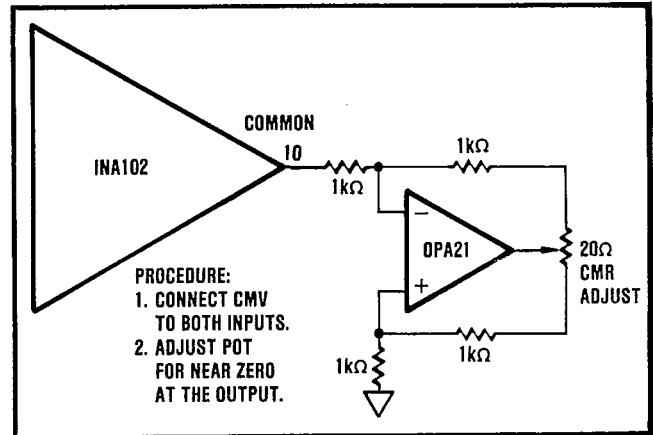 COMMON
10
INA102
1kΩ
1kΩ
OPA21
20Ω
CMR
ADJUST
PROCEDURE:
1. CONNECT CMV
TO BOTH INPUTS.
2. ADJUST POT
FOR NEAR ZERO
AT THE OUTPUT.
1kΩ
1kΩ